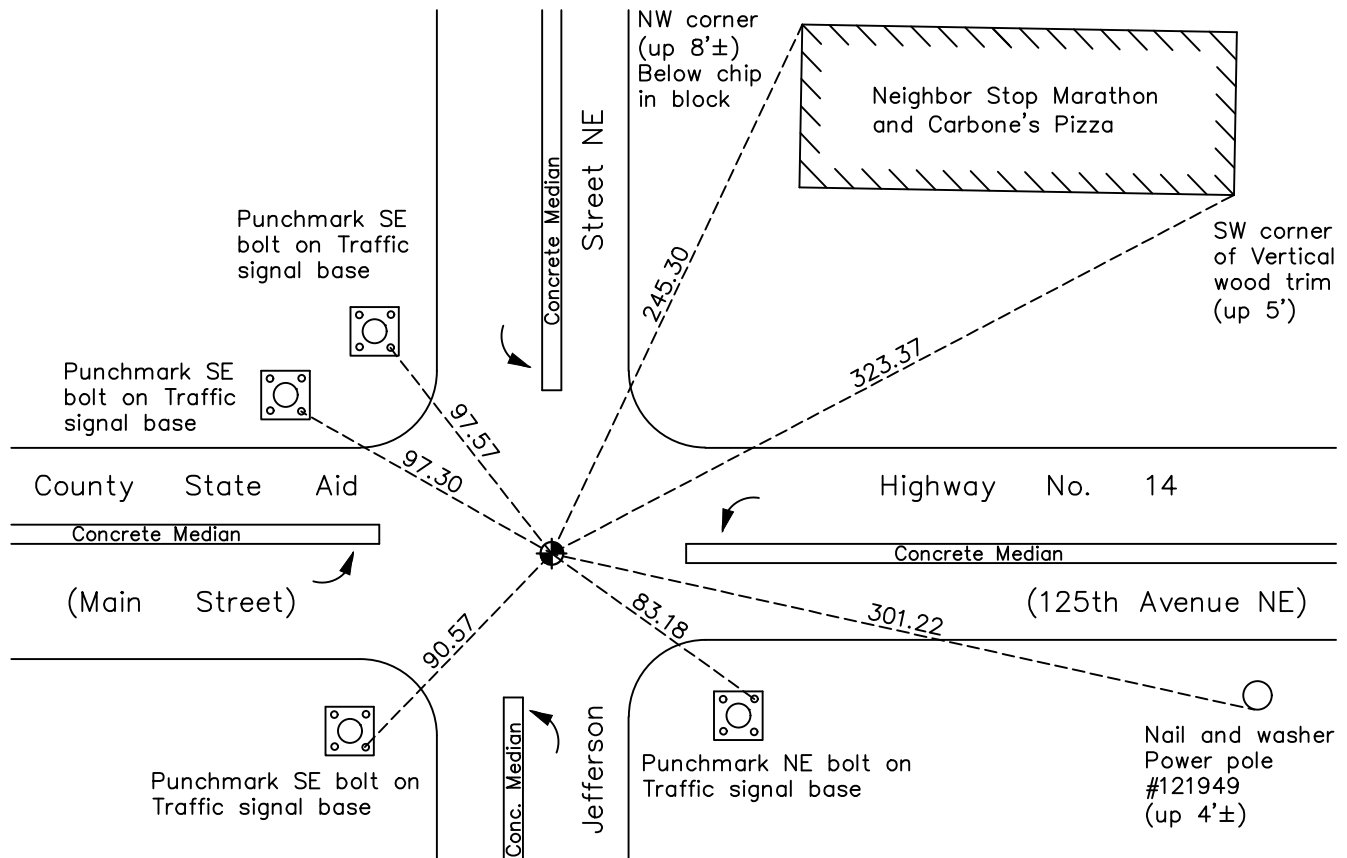 NW corner
(up 8'±)
Below chip
in block
Neighbor Stop Marathon
and Carbone's Pizza
Street NE
Concrete Median
Punchmark SE
bolt on Traffic
signal base
245.30
SW corner
of Vertical
wood trim
(up 5')
323.37
Punchmark SE
bolt on Traffic
signal base
97.57
97.30
County State Aid
Highway No. 14
Concrete Median
Concrete Median
(Main Street)
(125th Avenue NE)
90.57
83.18
301.22
Jefferson
Conc. Median
Punchmark SE bolt on
Traffic signal base
Punchmark NE bolt on
Traffic signal base
Nail and washer
Power pole
#121949
(up 4'±)